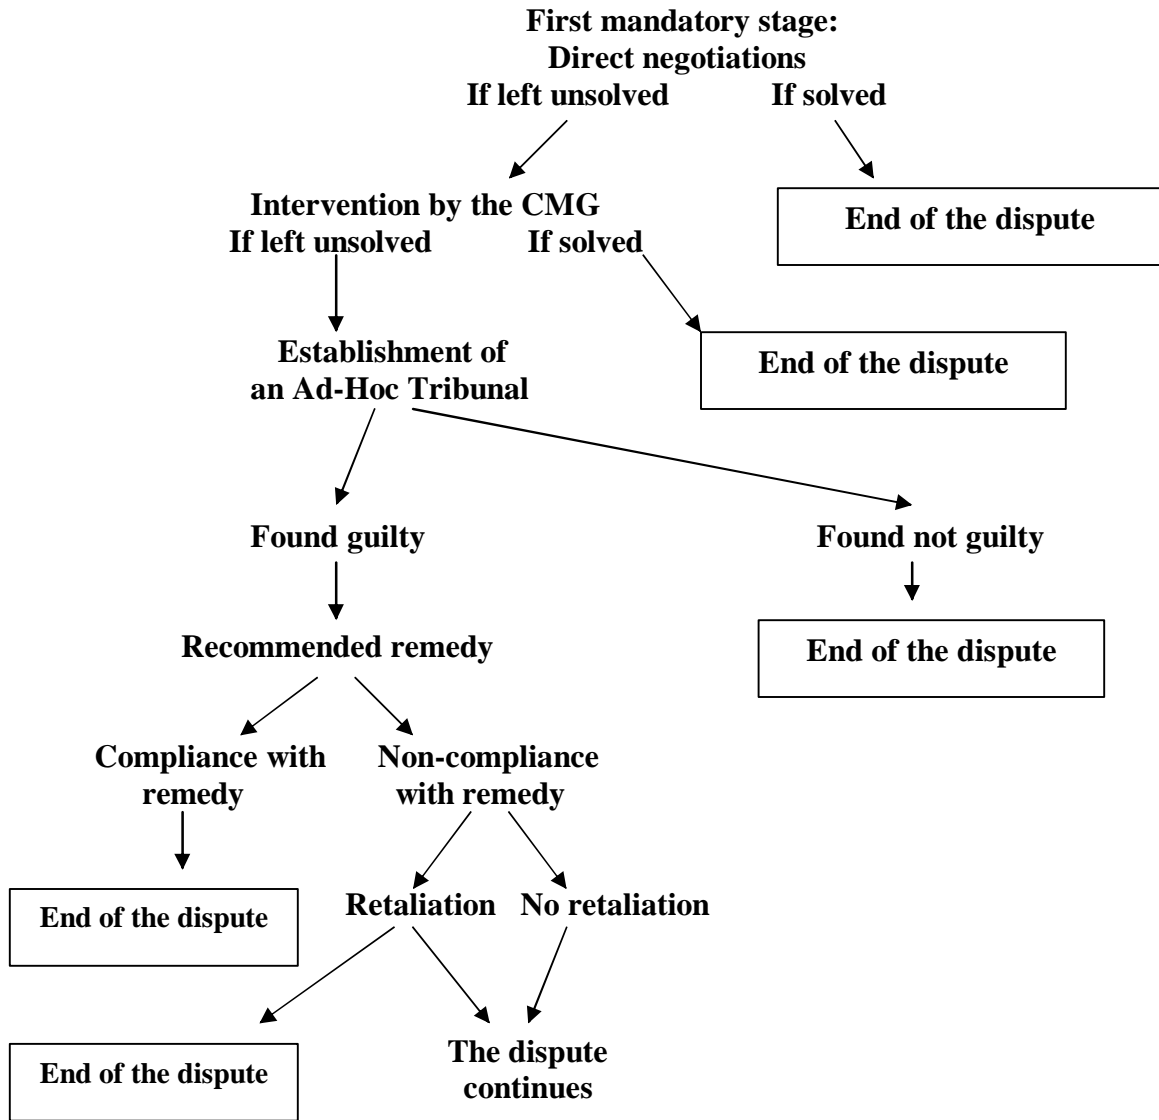 First mandatory stage:
Direct negotiations
If left unsolved
If solved
Intervention by the CMG
End of the dispute
If left unsolved
If solved
Establishment of
an Ad-Hoc Tribunal
End of the dispute
Found guilty
Found not guilty
Recommended remedy
End of the dispute
Compliance with
remedy
Non-compliance
with remedy
End of the dispute
Retaliation
No retaliation
End of the dispute
The dispute
continues